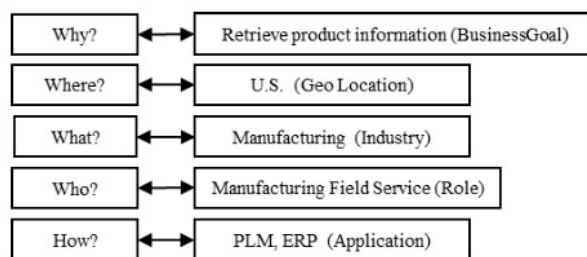 Why? Retrieve product information (BusinessGoal)
Where? U.S. (Geo Location)
What? Manufacturing (Industry)
Who? Manufacturing Field Service (Role)
How? PLM, ERP (Application)